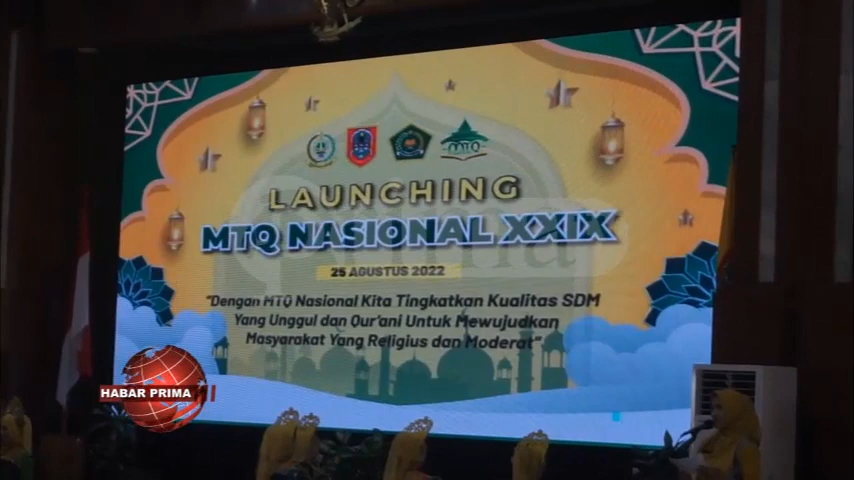 LAUNCHING
MTQ NASIONAL XXIX
25 AGUSTUS 2022
"Dengan MTQ Nasional Kita Tingkatkan Kualitas SDM
Yang Unggul dan Qur'ani Untuk Mewujudkan
Masyarakat Yang Religius dan Moderat"
HABAR PRIMA